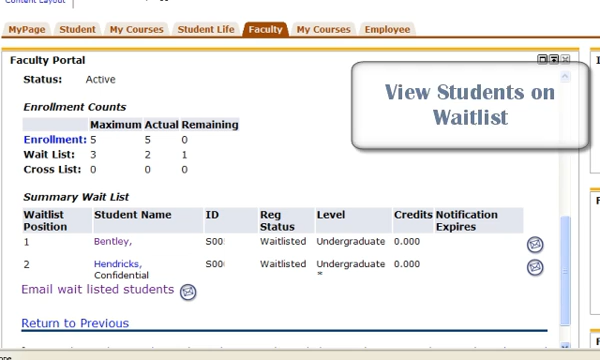 Content Layout
MyPage Student My Courses Student Life Faculty My Courses Employee
Faculty Portal
Status: Active
View Students on
Waitlist
Enrollment Counts
Maximum Actual Remaining
Enrollment: 5 5 0
Wait List: 3 2 1
Cross List: 0 0 0
Summary Wait List
Waitlist Position Student Name ID Reg Status Level Credits Notification Expires
1 Bentley, S00 Waitlisted Undergraduate 0.000
2 Hendricks, Confidential S00 Waitlisted Undergraduate * 0.000
Email wait listed students
Return to Previous